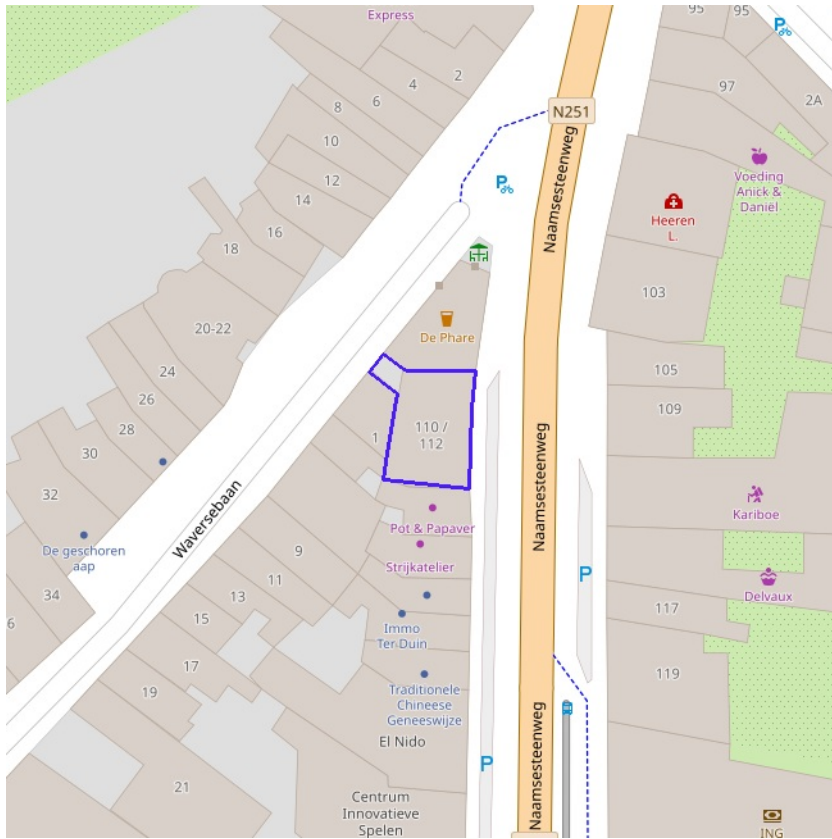 Express
95
95
2
4
97
6
2A
8
N251
10
12
Voeding
Anick &
Daniël
14
Naamsesteenweg
Heeren
L.
16
18
103
20-22
De Phare
24
105
26
109
28
1
110 /
112
30
32
Naamsesteenweg
Kariboe
Pot & Papaver
Waversebaan
De geschoren
aap
9
Strijkatelier
11
P
34
13
Delvaux
6
15
117
Immo
Ter Duin
17
119
19
Traditionele
Chineese
Geneeswijze
Naamsesteenweg
El Nido
P
21
Centrum
Innovatieve
Spelen
ING